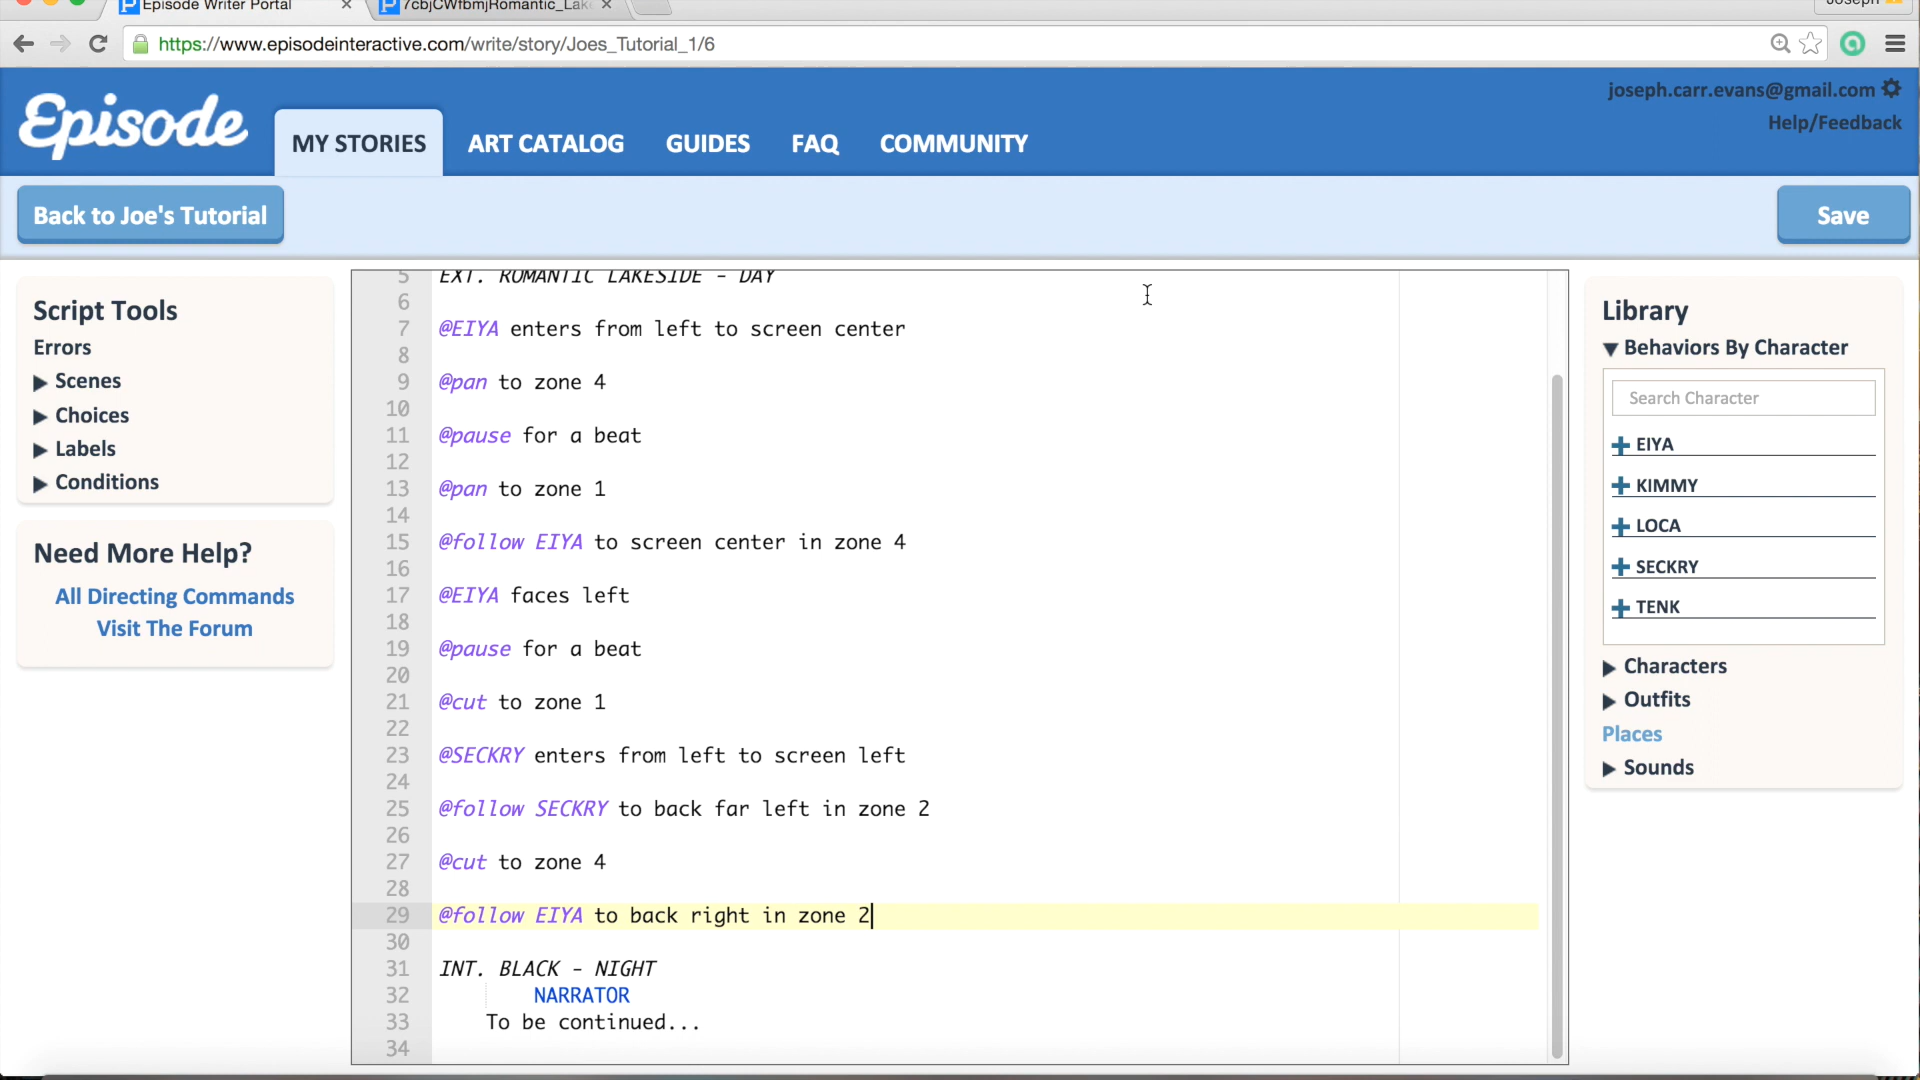 Episode Writer Portal
7cbjCWfbmjRomantic_Lake
Joseph
https://www.episodeinteractive.com/write/story/Joes_Tutorial_1/6
Episode
MY STORIES
ART CATALOG
GUIDES
FAQ
COMMUNITY
joseph.carr.evans@gmail.com
Help/Feedback
Back to Joe's Tutorial
Save
Script Tools
Errors
Scenes
Choices
Labels
Conditions
Need More Help?
All Directing Commands
Visit The Forum
5 EXT. ROMANTIC LAKESIDE - DAY
6
7 @EIYA enters from left to screen center
8
9 @pan to zone 4
10
11 @pause for a beat
12
13 @pan to zone 1
14
15 @follow EIYA to screen center in zone 4
16
17 @EIYA faces left
18
19 @pause for a beat
20
21 @cut to zone 1
22
23 @SECKRY enters from left to screen left
24
25 @follow SECKRY to back far left in zone 2
26
27 @cut to zone 4
28
29 @follow EIYA to back right in zone 2
30
31 INT. BLACK - NIGHT
32 NARRATOR
33 To be continued...
34
Library
Behaviors By Character
Search Character
EIYA
KIMMY
LOCA
SECKRY
TENK
Characters
Outfits
Places
Sounds